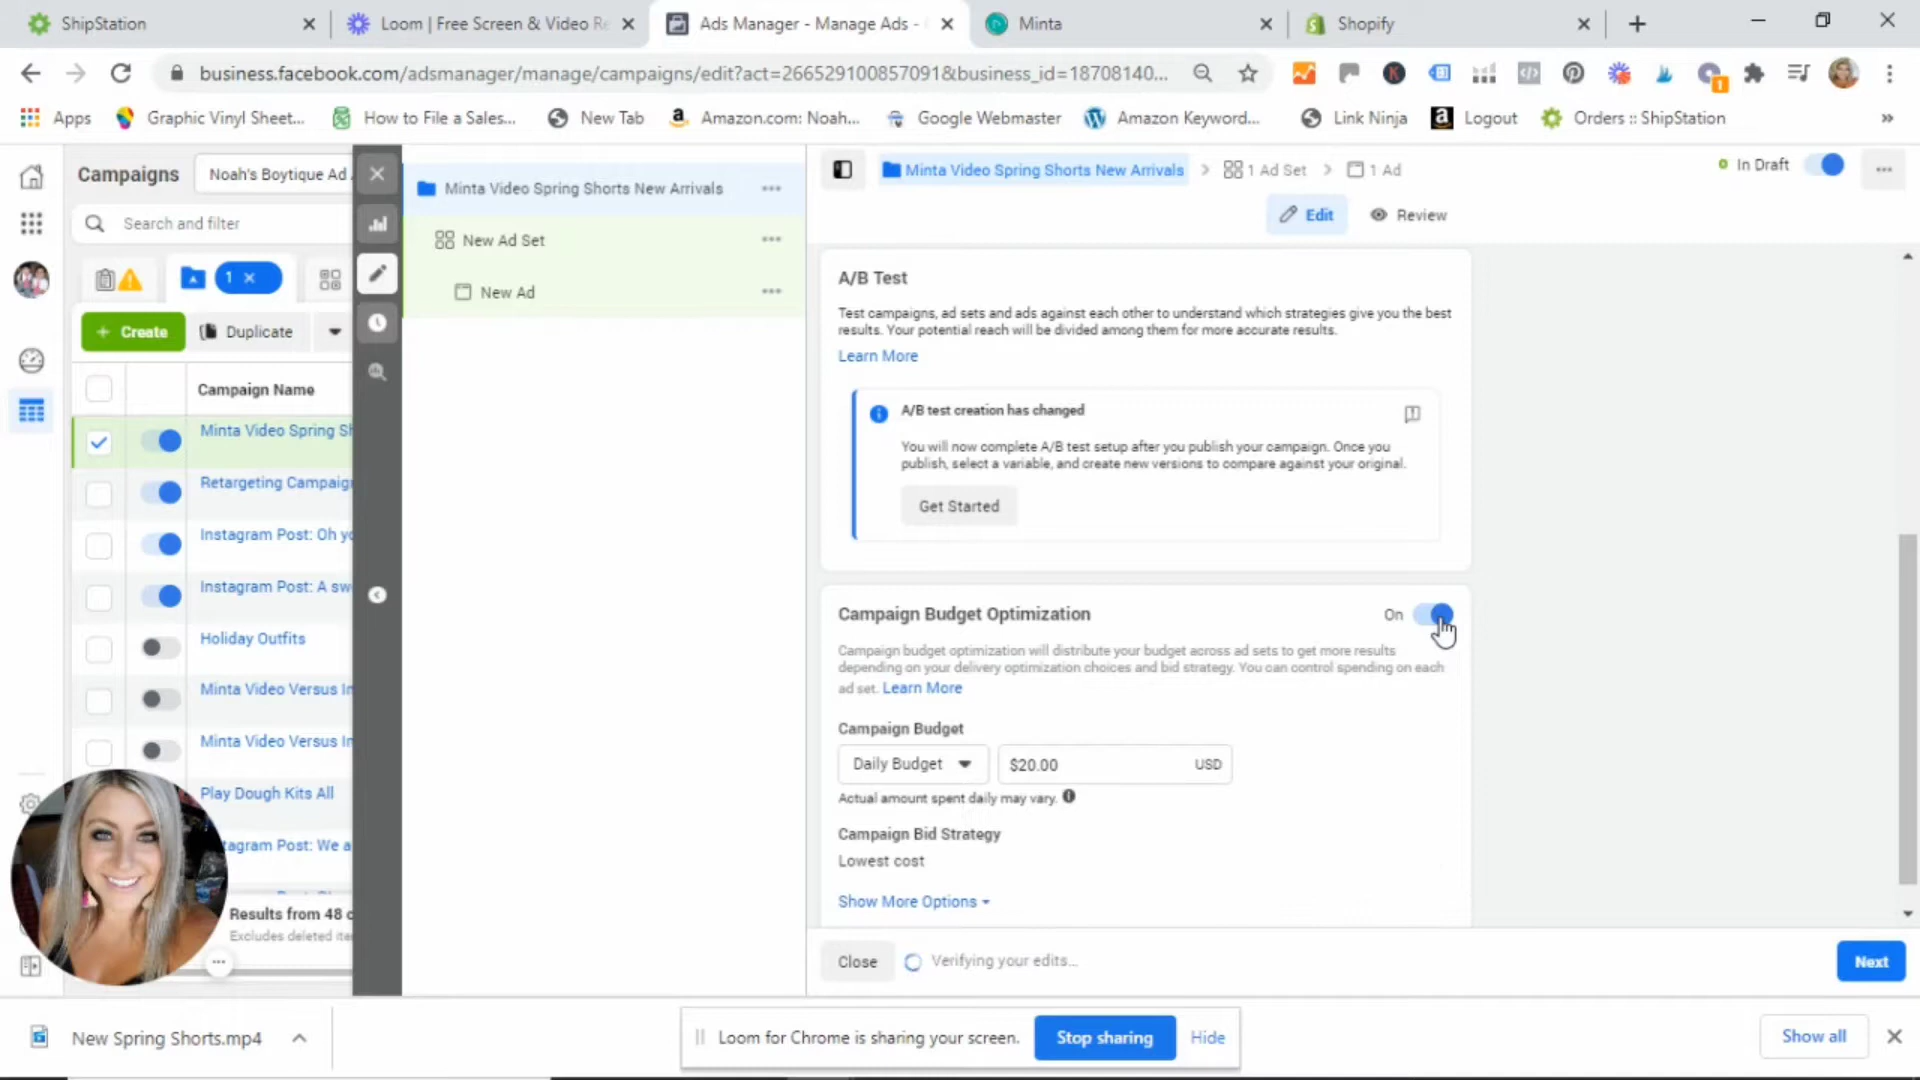 ShipStation
Loom | Free Screen & Video Re
Ads Manager - Manage Ads -
Minta
Shopify
business.facebook.com/adsmanager/manage/campaigns/edit?act=266529100857091&business_id=18708140...
Apps
Graphic Vinyl Sheet...
How to File a Sales...
New Tab
Amazon.com: Noah...
Google Webmaster
Amazon Keyword...
Link Ninja
Logout
Orders :: ShipStation
»
Campaigns
Noah's Boytique Ad
Search and filter
1
+ Create
Duplicate
Campaign Name
Minta Video Spring Sh
Retargeting Campaign
Instagram Post: Oh yo
Instagram Post: A swe
Holiday Outfits
Minta Video Versus In
Minta Video Versus In
Play Dough Kits All
tagram Post: We a
Results from 48 c
Excludes deleted ite
Minta Video Spring Shorts New Arrivals
New Ad Set
New Ad
Minta Video Spring Shorts New Arrivals
1 Ad Set
1 Ad
In Draft
Edit
Review
A/B Test
Test campaigns, ad sets and ads against each other to understand which strategies give you the best
results. Your potential reach will be divided among them for more accurate results.
Learn More
A/B test creation has changed
You will now complete A/B test setup after you publish your campaign. Once you
publish, select a variable, and create new versions to compare against your original.
Get Started
Campaign Budget Optimization
On
Campaign budget optimization will distribute your budget across ad sets to get more results
depending on your delivery optimization choices and bid strategy. You can control spending on each
ad set. Learn More
Campaign Budget
Daily Budget
$20.00
USD
Actual amount spent daily may vary.
Campaign Bid Strategy
Lowest cost
Show More Options
Close
Verifying your edits...
Next
New Spring Shorts.mp4
Loom for Chrome is sharing your screen.
Stop sharing
Hide
Show all